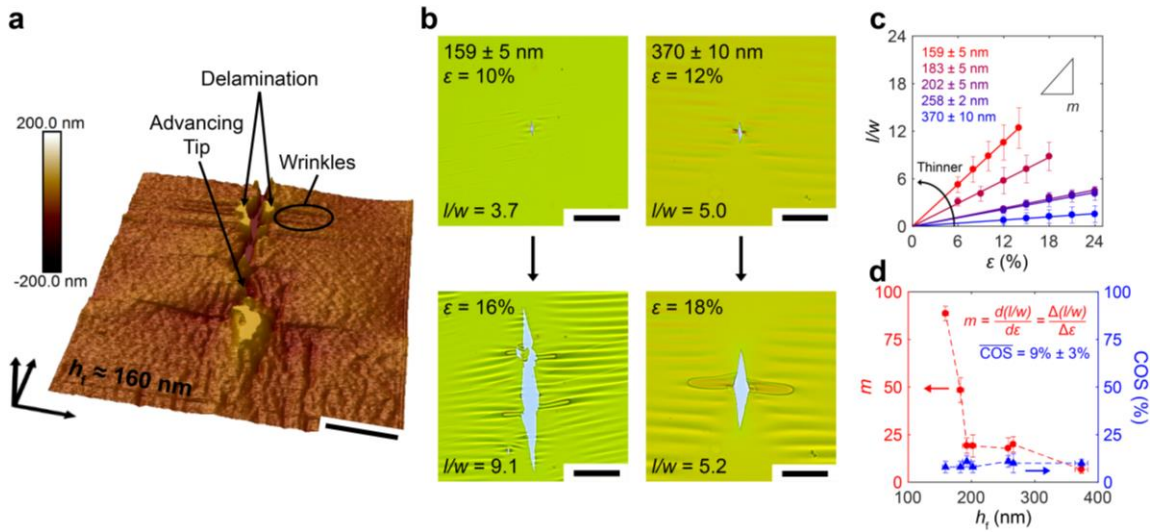 a
200.0 nm
-200.0 nm
Delamination
Advancing
Tip
Wrinkles
hf ≈ 160 nm
b
159 ± 5 nm
ε = 10%
l/w = 3.7
370 ± 10 nm
ε = 12%
l/w = 5.0
ε = 16%
l/w = 9.1
ε = 18%
l/w = 5.2
c
24
18
12
6
0
l/w
159 ± 5 nm
183 ± 5 nm
202 ± 5 nm
258 ± 2 nm
370 ± 10 nm
m
Thinner
0 6 12 18 24
ε (%)
d
100
75
50
25
0
m
m = d(l/w)/dε = Δ(l/w)/Δε
COS = 9% ± 3%
100
75
50
25
0
COS (%)
100 200 300 400
hf (nm)